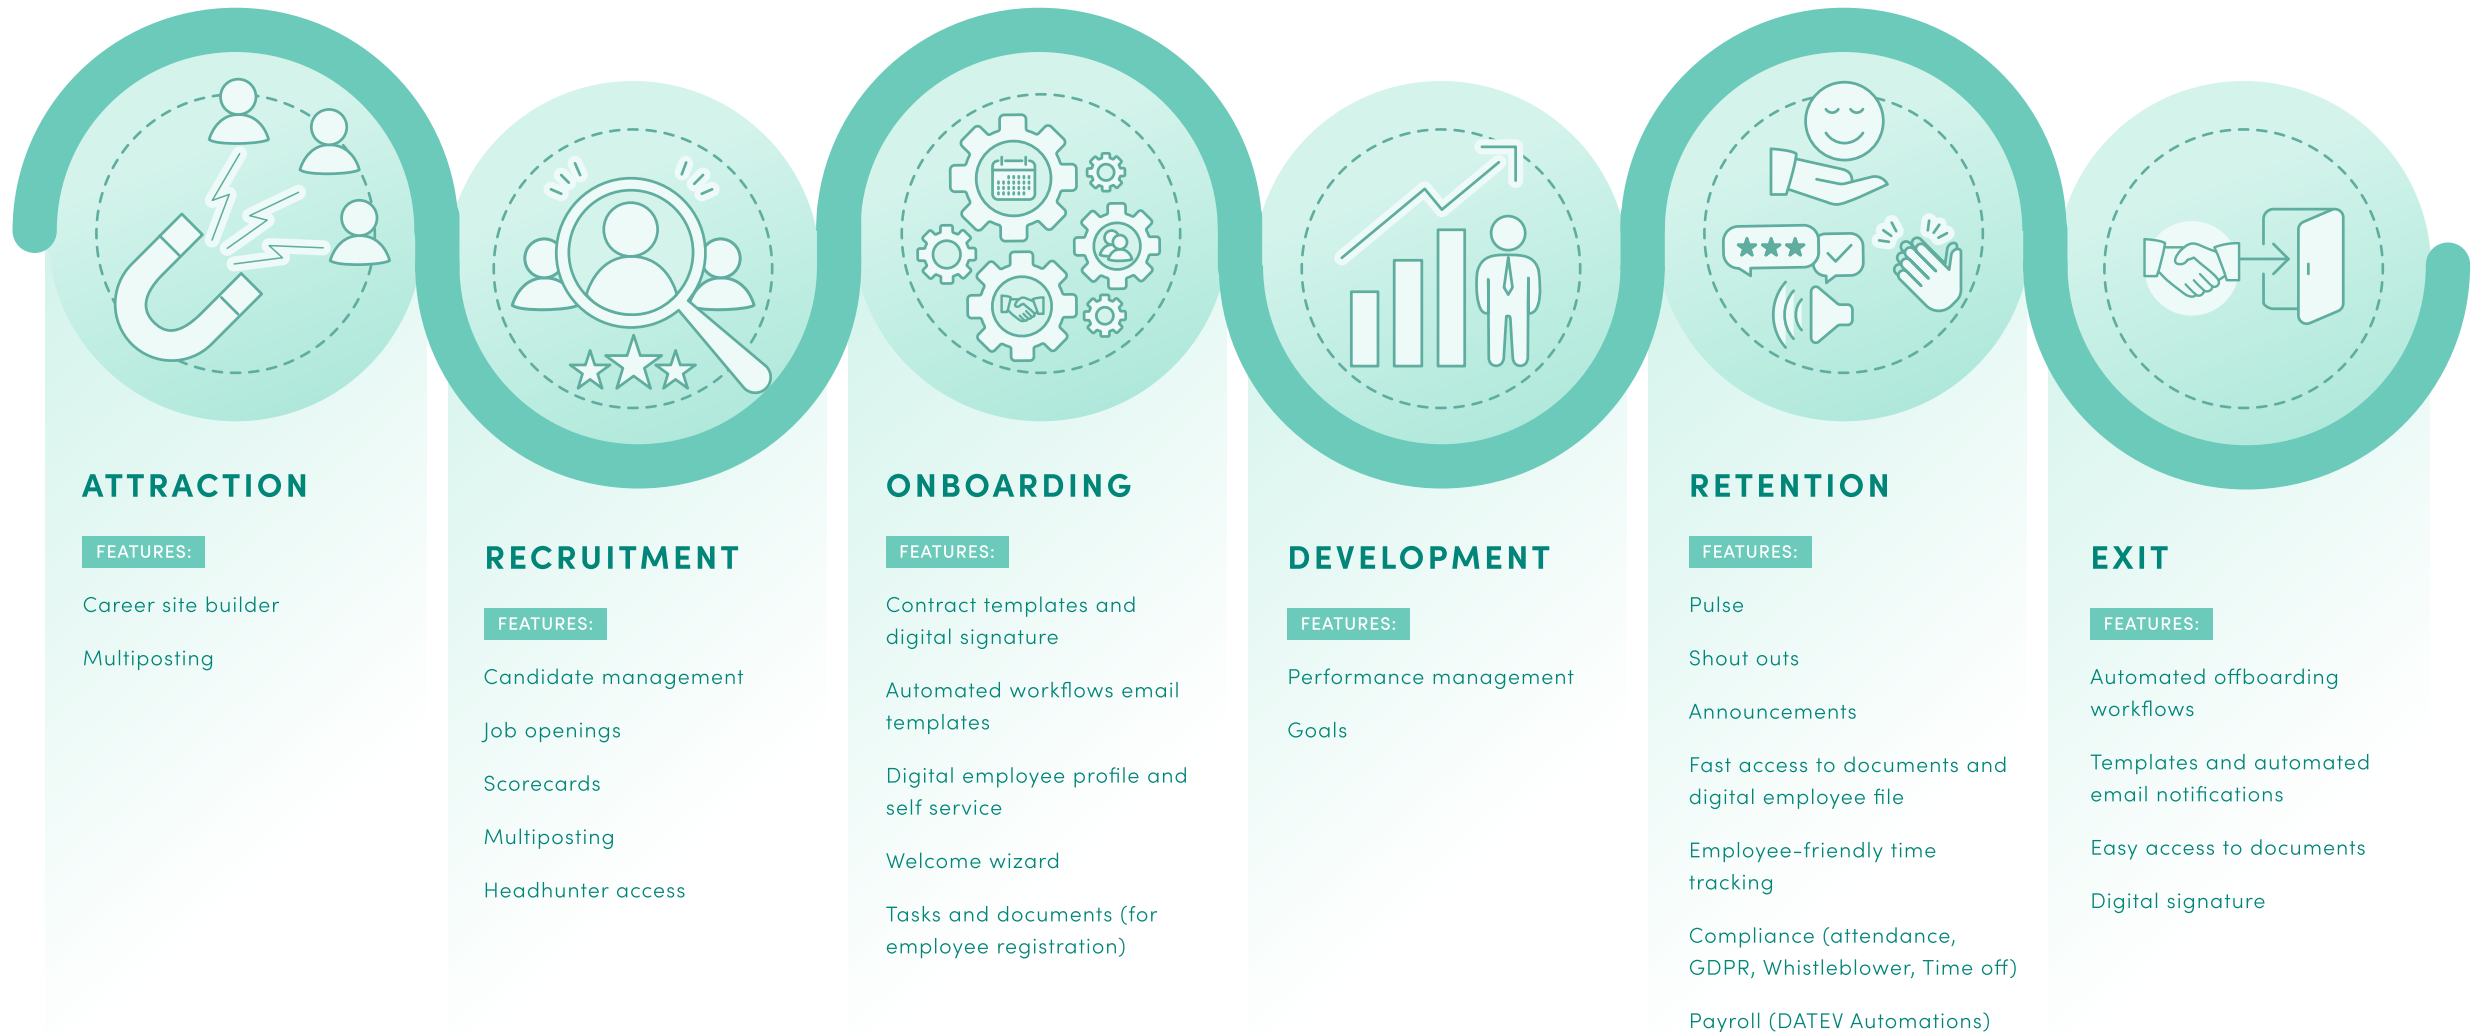 ATTRACTION
FEATURES:
Career site builder
Multiposting
RECRUITMENT
FEATURES:
Candidate management
Job openings
Scorecards
Multiposting
Headhunter access
ONBOARDING
FEATURES:
Contract templates and
digital signature
Automated workflows email
templates
Digital employee profile and
self service
Welcome wizard
Tasks and documents (for
employee registration)
DEVELOPMENT
FEATURES:
Performance management
Goals
RETENTION
FEATURES:
Pulse
Shout outs
Announcements
Fast access to documents and
digital employee file
Employee-friendly time
tracking
Compliance (attendance,
GDPR, Whistleblower, Time off)
Payroll (DATEV Automations)
EXIT
FEATURES:
Automated offboarding
workflows
Templates and automated
email notifications
Easy access to documents
Digital signature